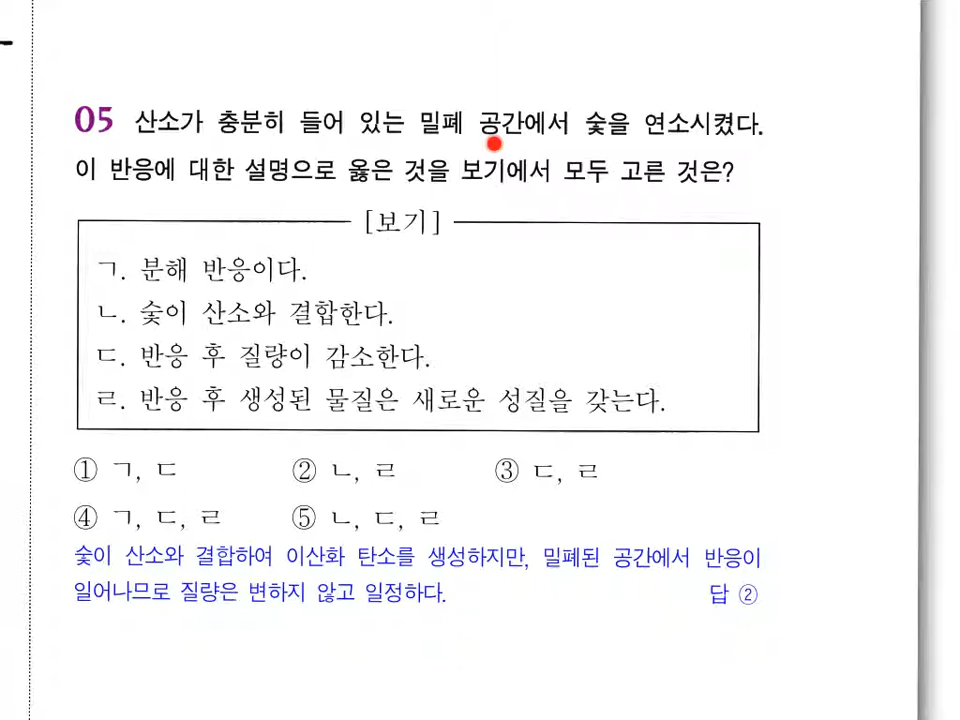 05 산소가 충분히 들어 있는 밀폐 공간에서 숯을 연소시켰다.
이 반응에 대한 설명으로 옳은 것을 보기에서 모두 고른 것은?
[보기]
ㄱ. 분해 반응이다.
ㄴ. 숯이 산소와 결합한다.
ㄷ. 반응 후 질량이 감소한다.
ㄹ. 반응 후 생성된 물질은 새로운 성질을 갖는다.
① ㄱ, ㄷ ② ㄴ, ㄹ ③ ㄷ, ㄹ
④ ㄱ, ㄷ, ㄹ ⑤ ㄴ, ㄷ, ㄹ
숯이 산소와 결합하여 이산화 탄소를 생성하지만, 밀폐된 공간에서 반응이
일어나므로 질량은 변하지 않고 일정하다. 답 ②